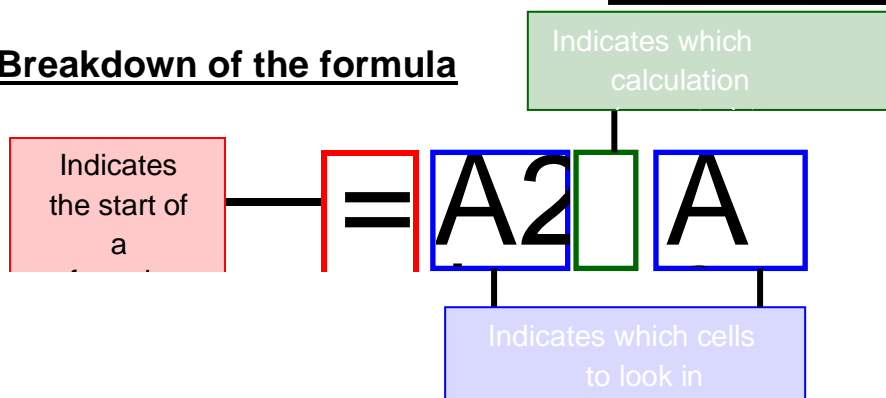 Breakdown of the formula
Indicates which
calculation
Indicates
the start of
a
= A2 A
Indicates which cells
to look in